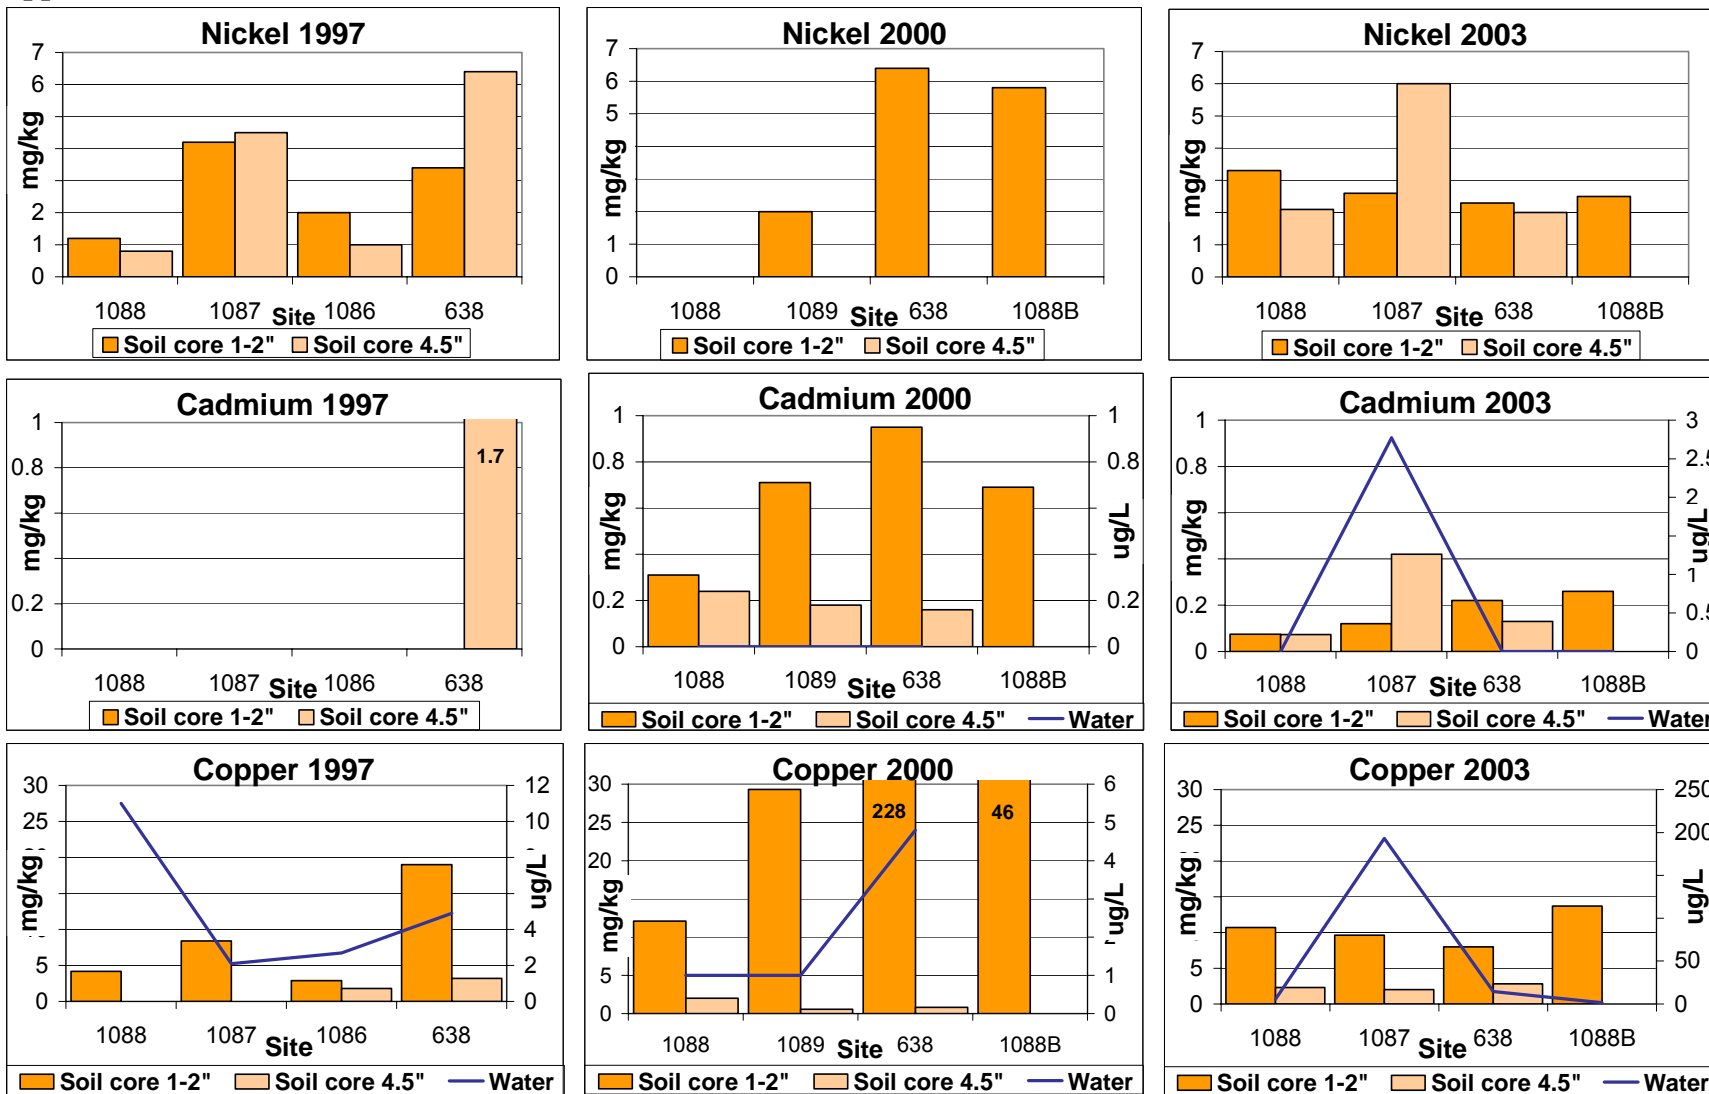 Nickel 1997
7
6
2
1
0
mg/kg
1088 1087 1086 638
Site
Soil core 1-2" Soil core 4.5"
Nickel 2000
7
6
5
2
1
0
mg/kg
1088 1089 638 1088B
Site
Soil core 1-2" Soil core 4.5"
Nickel 2003
7
6
5
1
0
mg/kg
1088 1087 638 1088B
Site
Soil core 1-2" Soil core 4.5"
Cadmium 1997
1
0.8
0.2
0
mg/kg
1.7
1088 1087 1086 638
Site
Soil core 1-2" Soil core 4.5"
Cadmium 2000
1
0.8
0.2
0
mg/kg
1
0.8
0.2
0
ug/L
1088 1089 638 1088B
Site
Soil core 1-2" Soil core 4.5" Water
Cadmium 2003
1
0.8
0.2
0
mg/kg
3
2.5
2
1
0.5
0
ug/L
1088 1087 638 1088B
Site
Soil core 1-2" Soil core 4.5" Water
Copper 1997
30
25
20
5
0
mg/kg
12
10
8
4
2
0
ug/L
1088 1087 1086 638
Site
Soil core 1-2" Soil core 4.5" Water
Copper 2000
30
25
20
5
0
mg/kg
228
46
6
5
4
1
0
ug/L
1088 1089 638 1088B
Site
Soil core 1-2" Soil core 4.5" Water
Copper 2003
30
25
5
0
mg/kg
250
200
50
0
ug/L
1088 1087 638 1088B
Site
Soil core 1-2" Soil core 4.5" Water